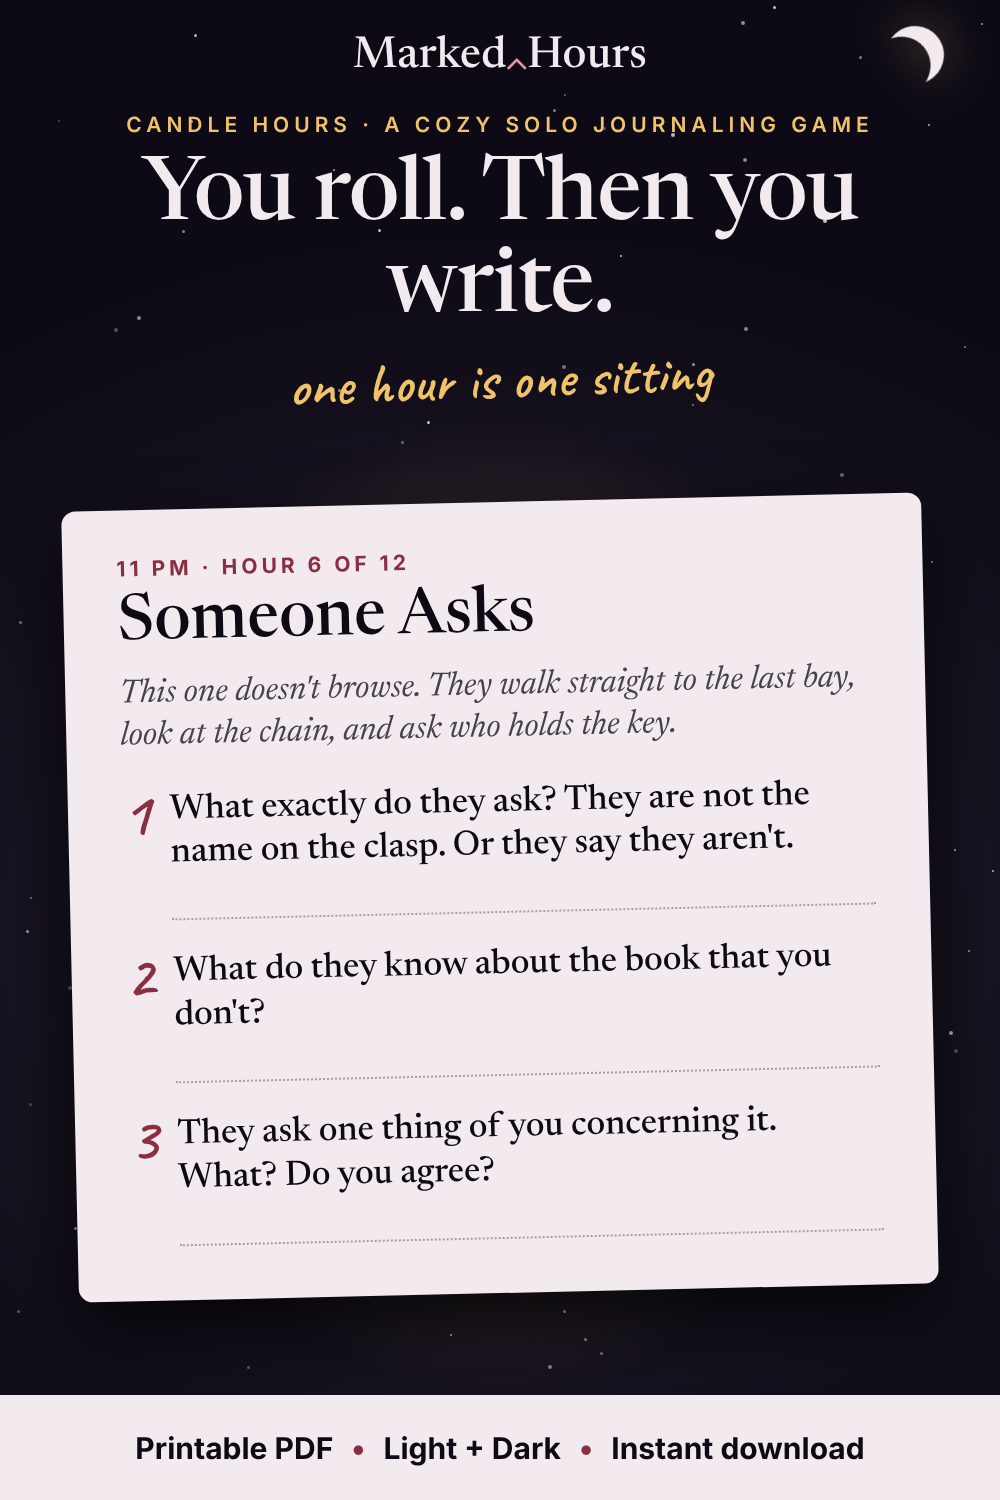 Marked‸Hours
CANDLE HOURS · A COZY SOLO JOURNALING GAME
You roll. Then you
write.
one hour is one sitting
11 PM · HOUR 6 OF 12
Someone Asks
This one doesn't browse. They walk straight to the last bay,
look at the chain, and ask who holds the key.
1 What exactly do they ask? They are not the
name on the clasp. Or they say they aren't.
2 What do they know about the book that you
don't?
3 They ask one thing of you concerning it.
What? Do you agree?
Printable PDF • Light + Dark • Instant download